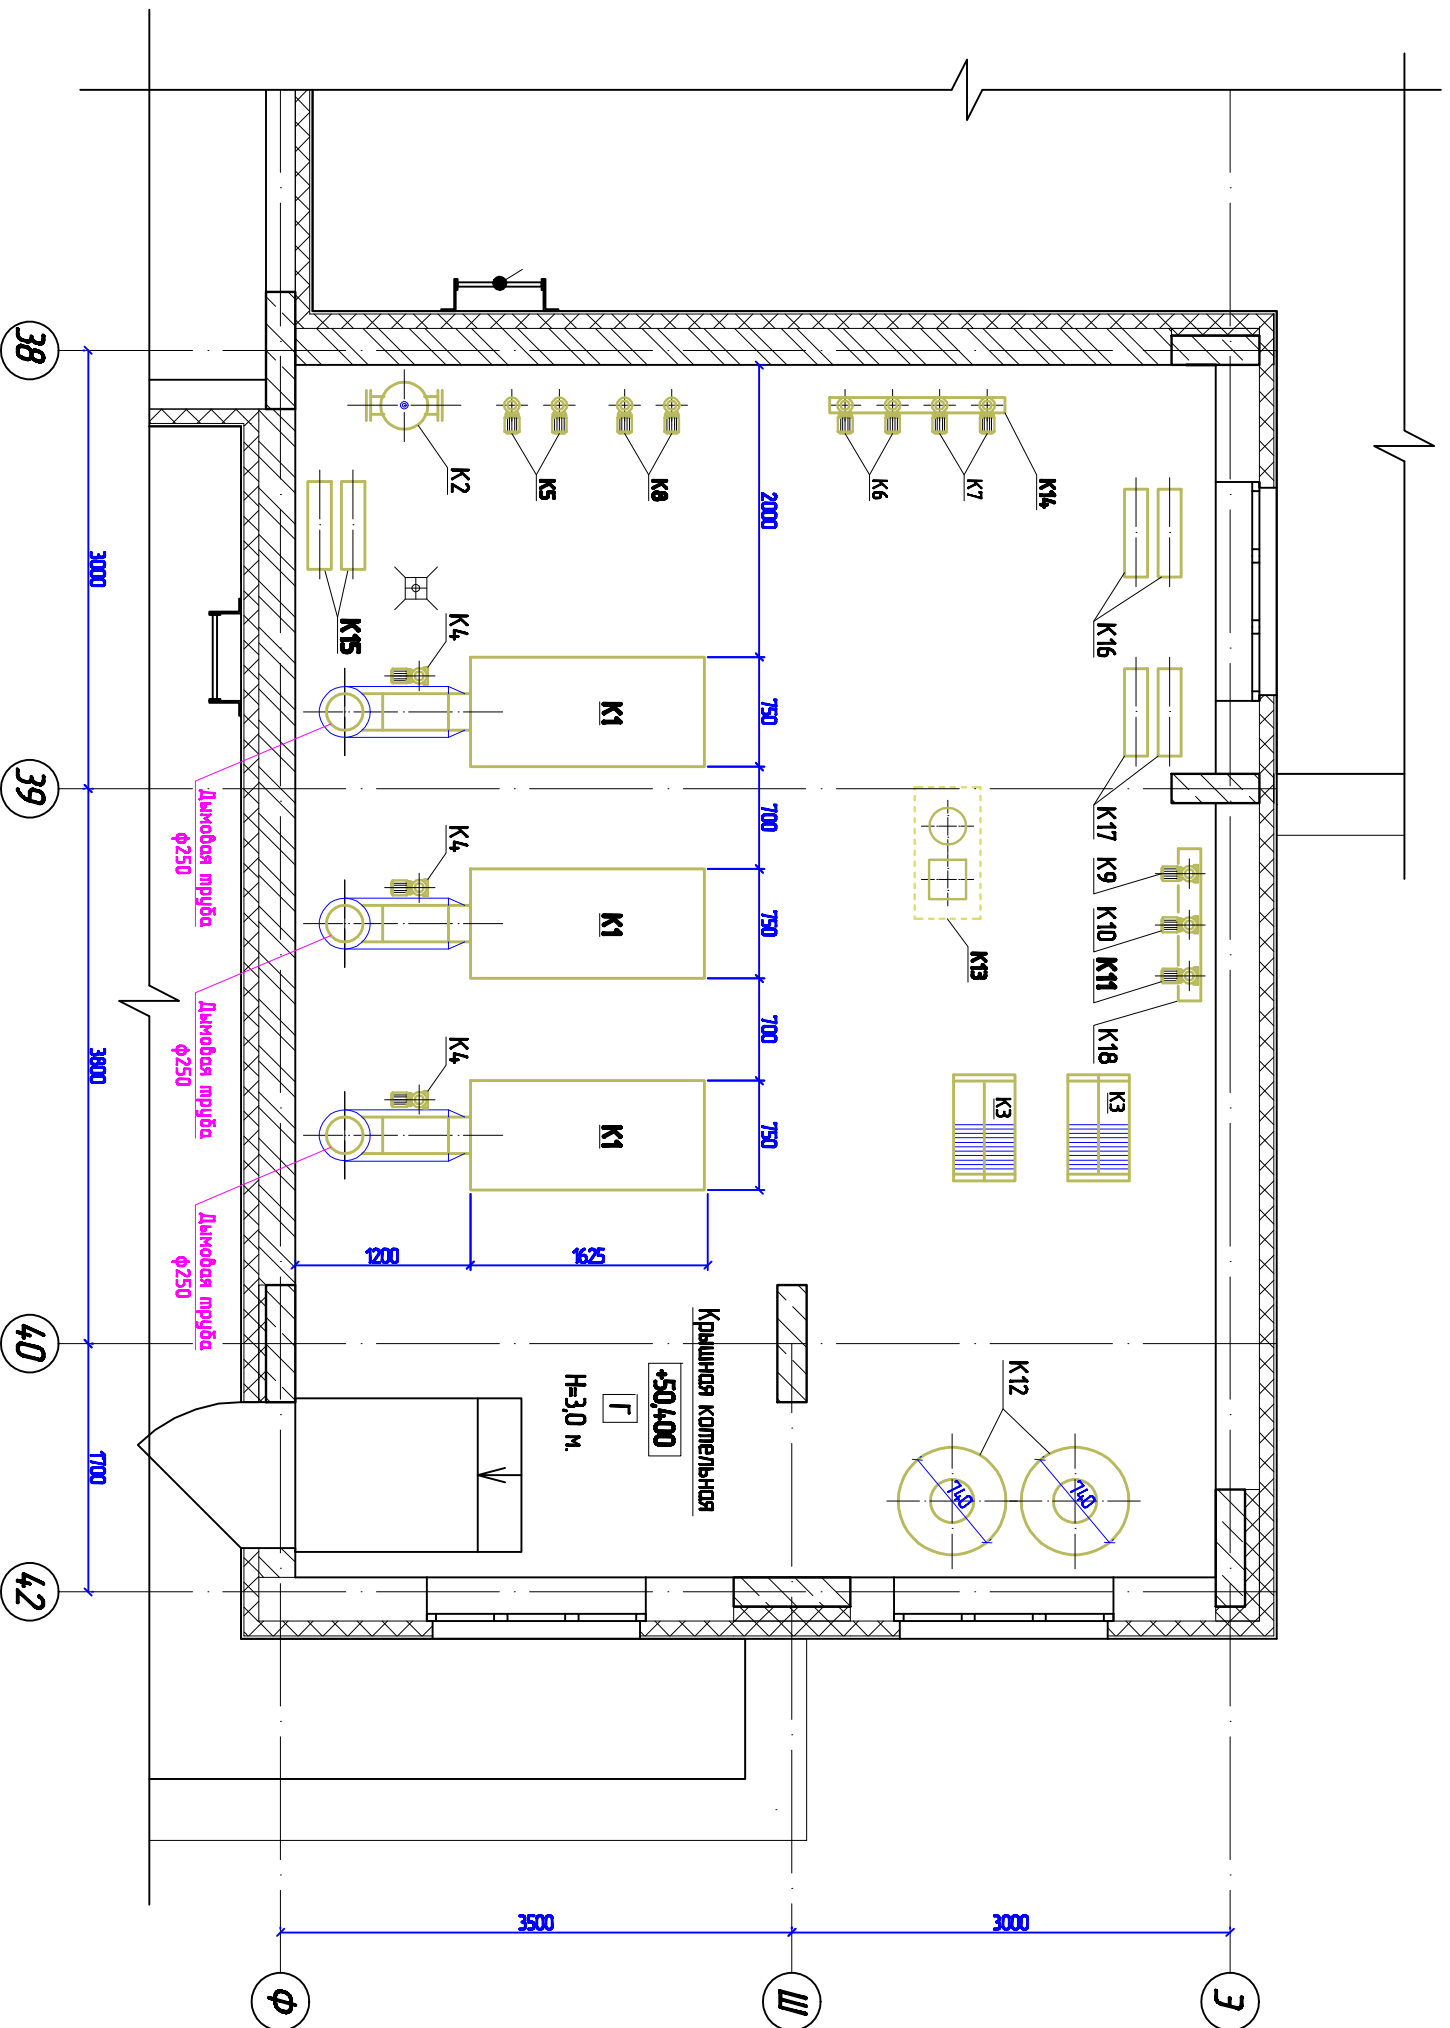 К16
К17
К9
К10
К11
К18
К3
К14
К3
К12
К13
К7
К6
740
740
2000
750
700
750
700
750
Крышная котельная
+50,400
Г
Н=3,0 м.
К8
К1
К1
К1
1625
К5
К2
К4
К4
К4
1200
К15
Дымовая труба
ф250
Дымовая труба
ф250
Дымовая труба
ф250
3000
3800
1700
38
39
40
42
3000
3500
Э
Ш
Ф